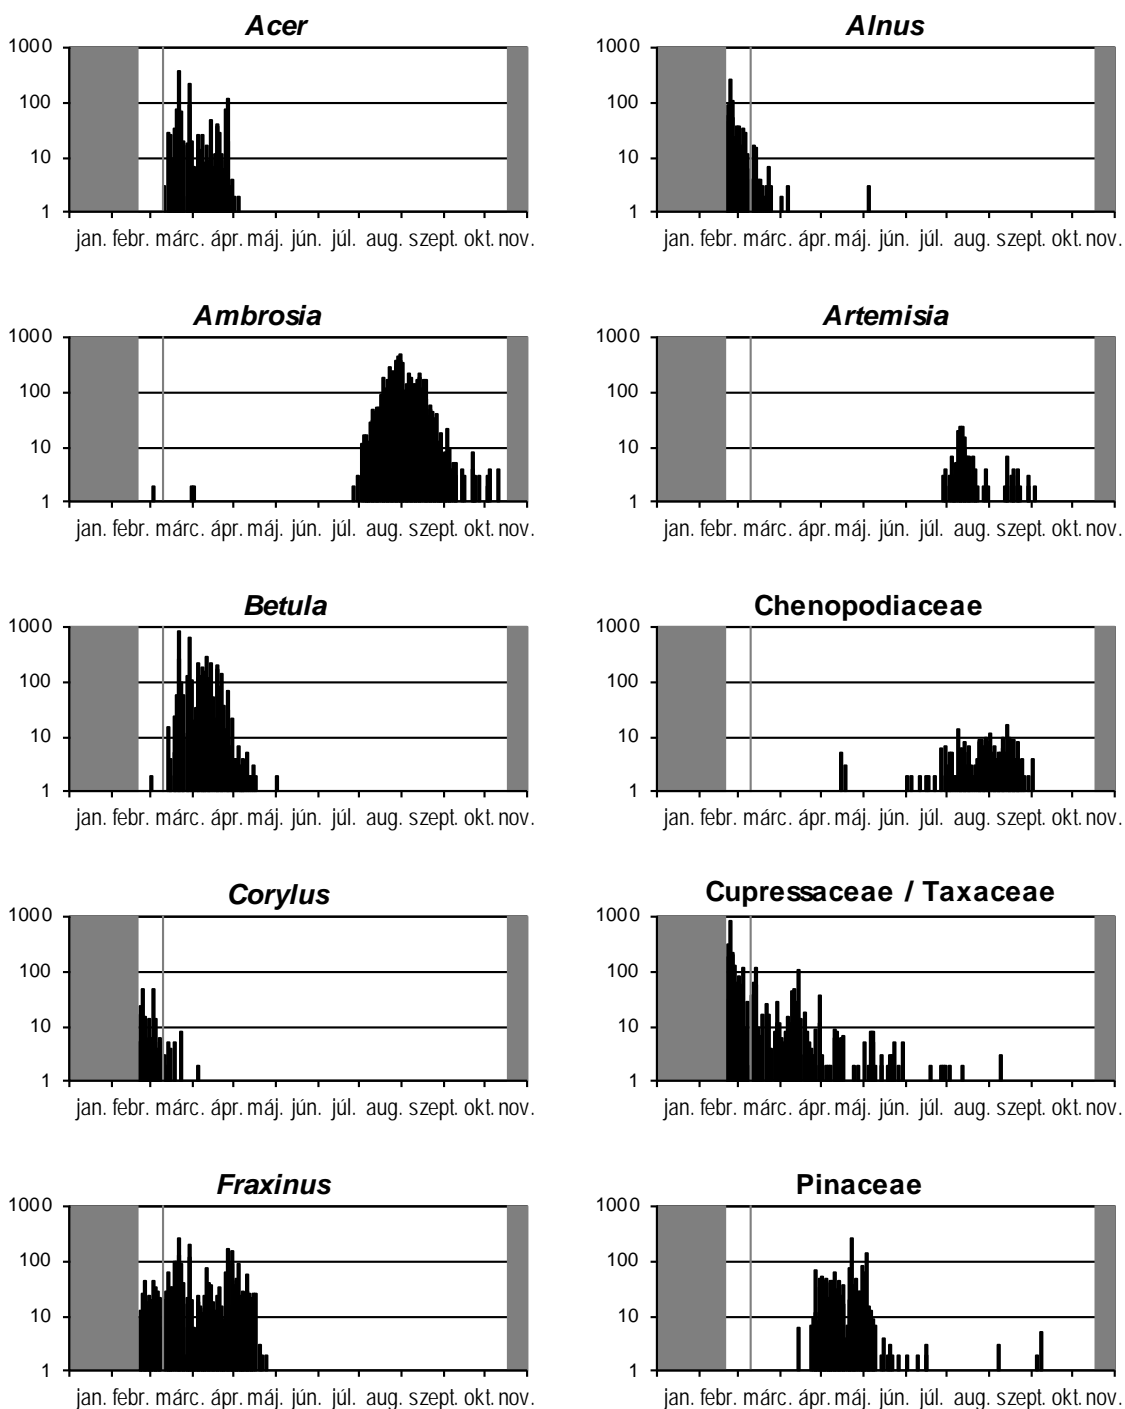 Acer
1000
100
10
1
jan. febr. márc. ápr. máj. jún. júl. aug. szept. okt. nov.
Alnus
1000
100
10
1
jan. febr. márc. ápr. máj. jún. júl. aug. szept. okt. nov.
Ambrosia
1000
100
10
1
jan. febr. márc. ápr. máj. jún. júl. aug. szept. okt. nov.
Artemisia
1000
100
10
1
jan. febr. márc. ápr. máj. jún. júl. aug. szept. okt. nov.
Betula
1000
100
10
1
jan. febr. márc. ápr. máj. jún. júl. aug. szept. okt. nov.
Chenopodiaceae
1000
100
10
1
jan. febr. márc. ápr. máj. jún. júl. aug. szept. okt. nov.
Corylus
1000
100
10
1
jan. febr. márc. ápr. máj. jún. júl. aug. szept. okt. nov.
Cupressaceae / Taxaceae
1000
100
10
1
jan. febr. márc. ápr. máj. jún. júl. aug. szept. okt. nov.
Fraxinus
1000
100
10
1
jan. febr. márc. ápr. máj. jún. júl. aug. szept. okt. nov.
Pinaceae
1000
100
10
1
jan. febr. márc. ápr. máj. jún. júl. aug. szept. okt. nov.